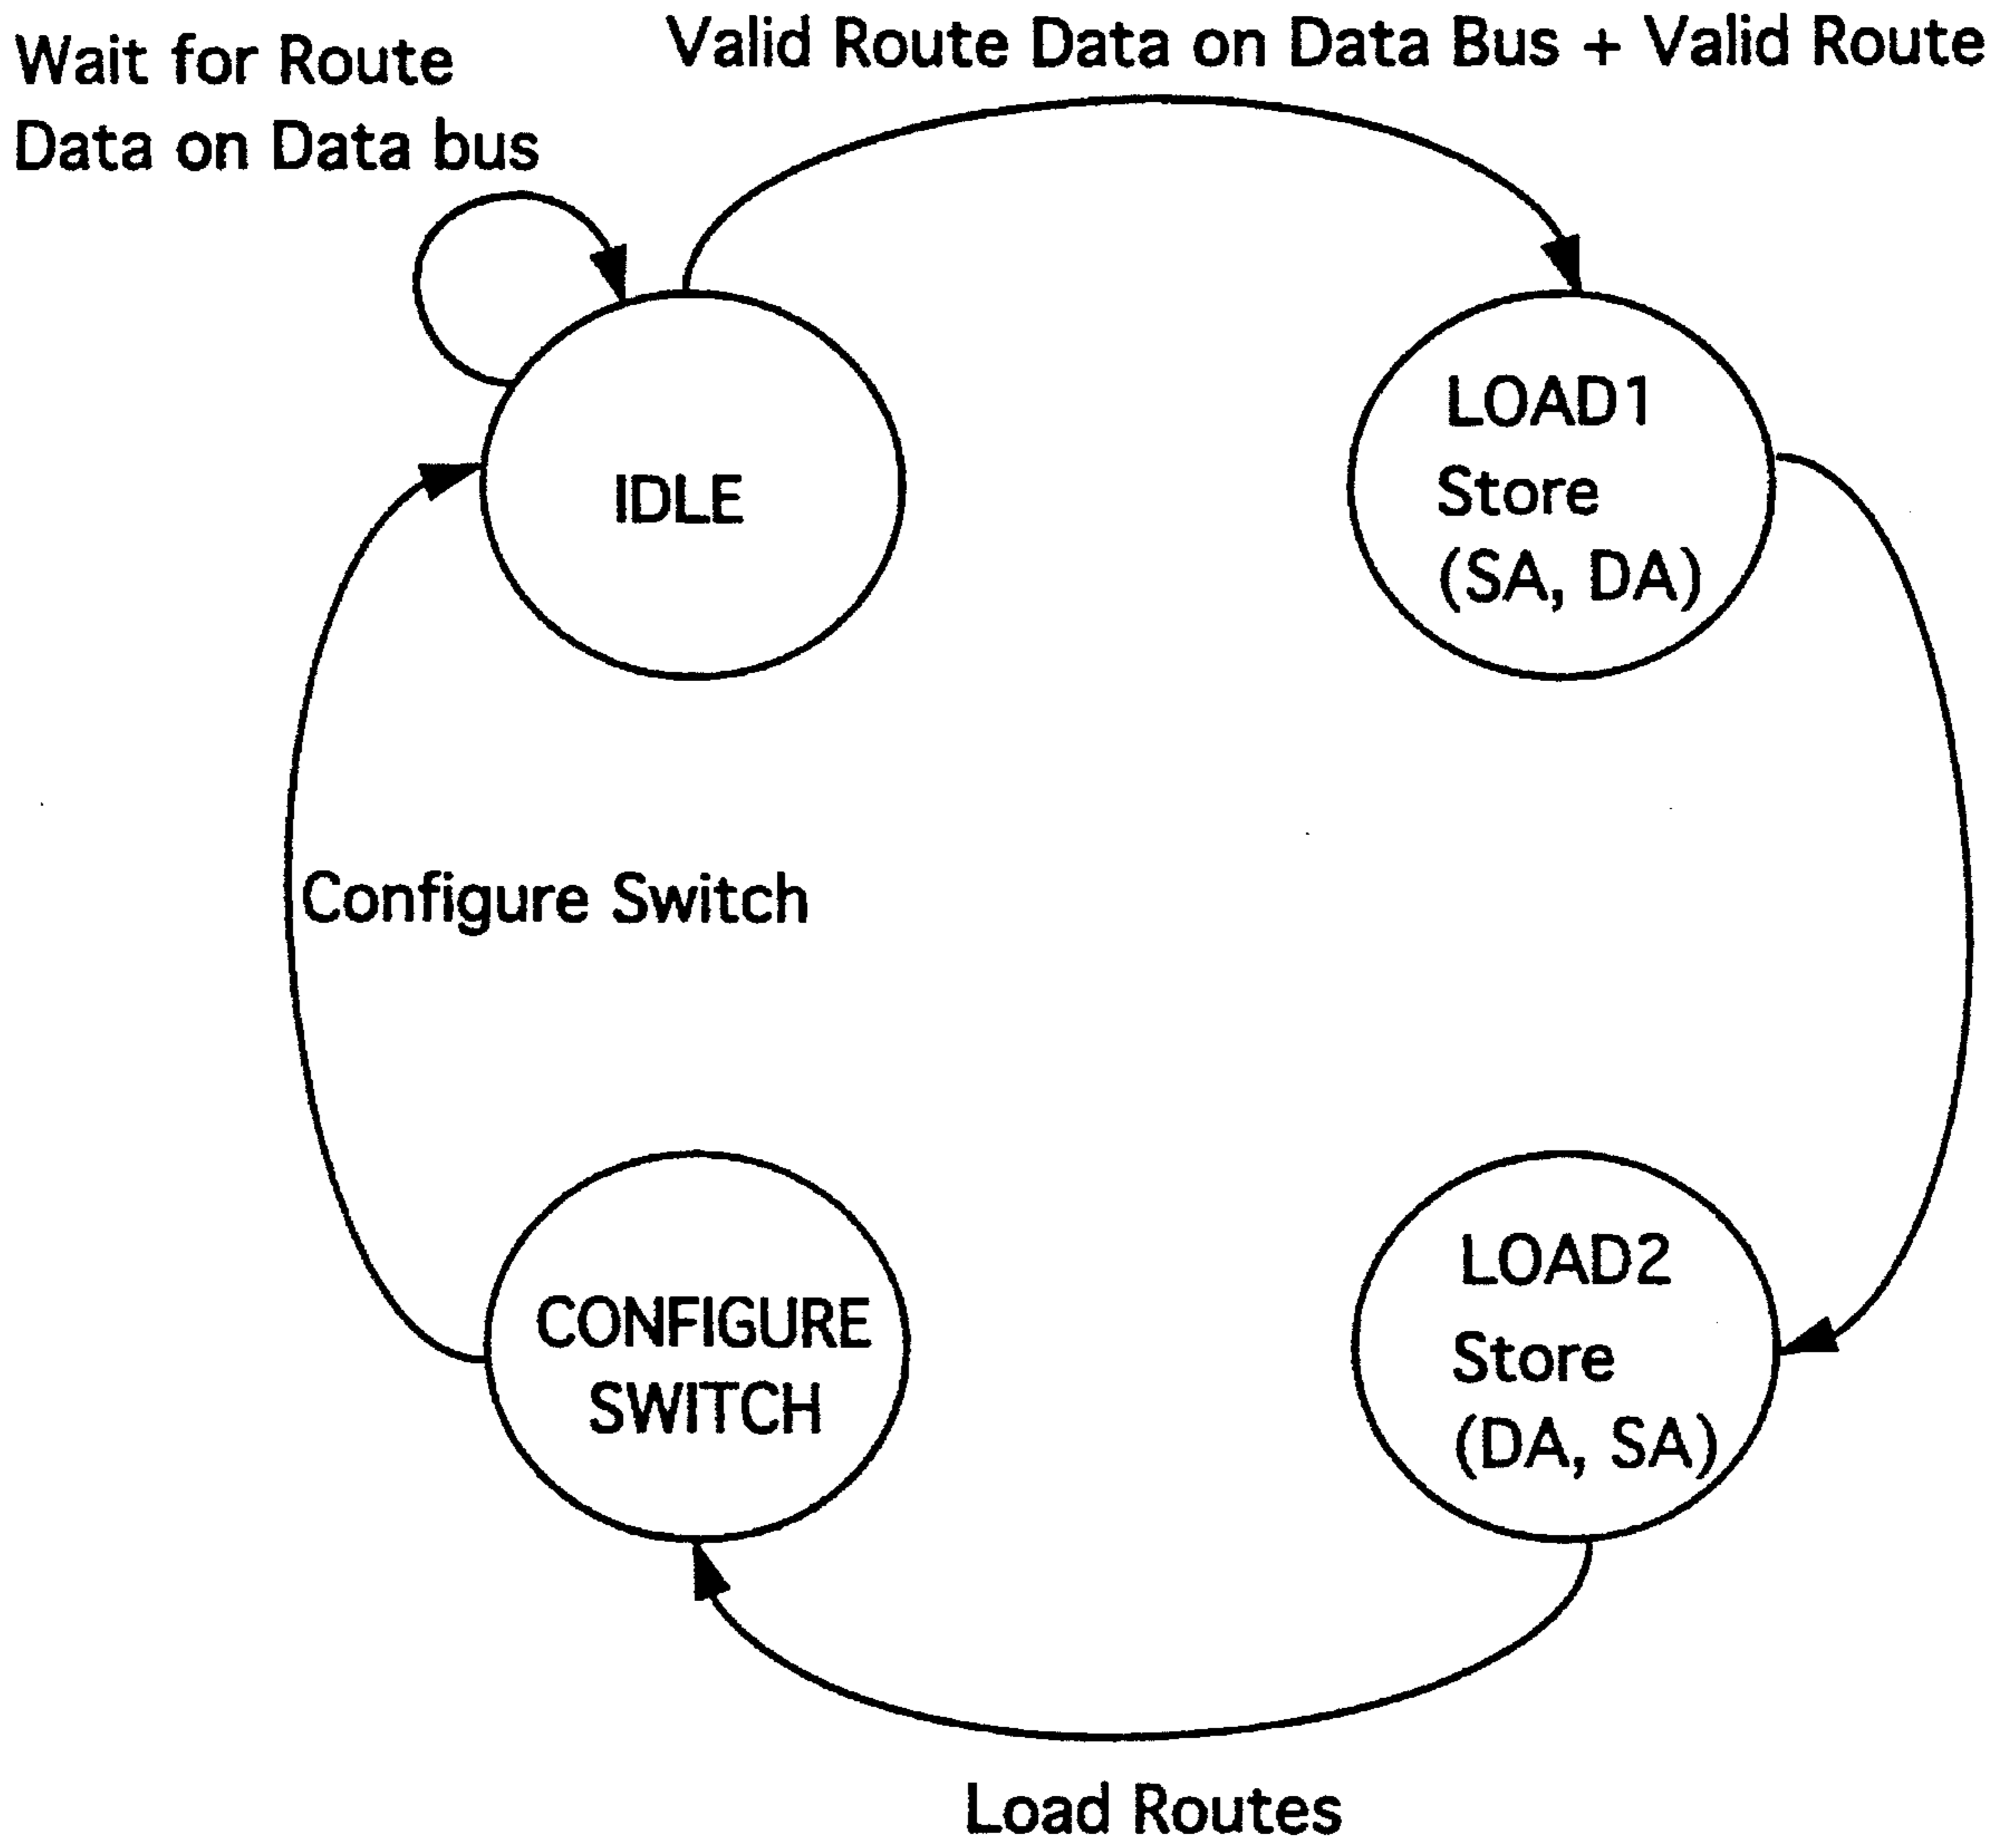 Wait for Route
Data on Data bus
Valid Route Data on Data Bus + Valid Route
IDLE
LOAD1
Store
(SA, DA)
Configure Switch
CONFIGURE
SWITCH
LOAD2
Store
(DA, SA)
Load Routes